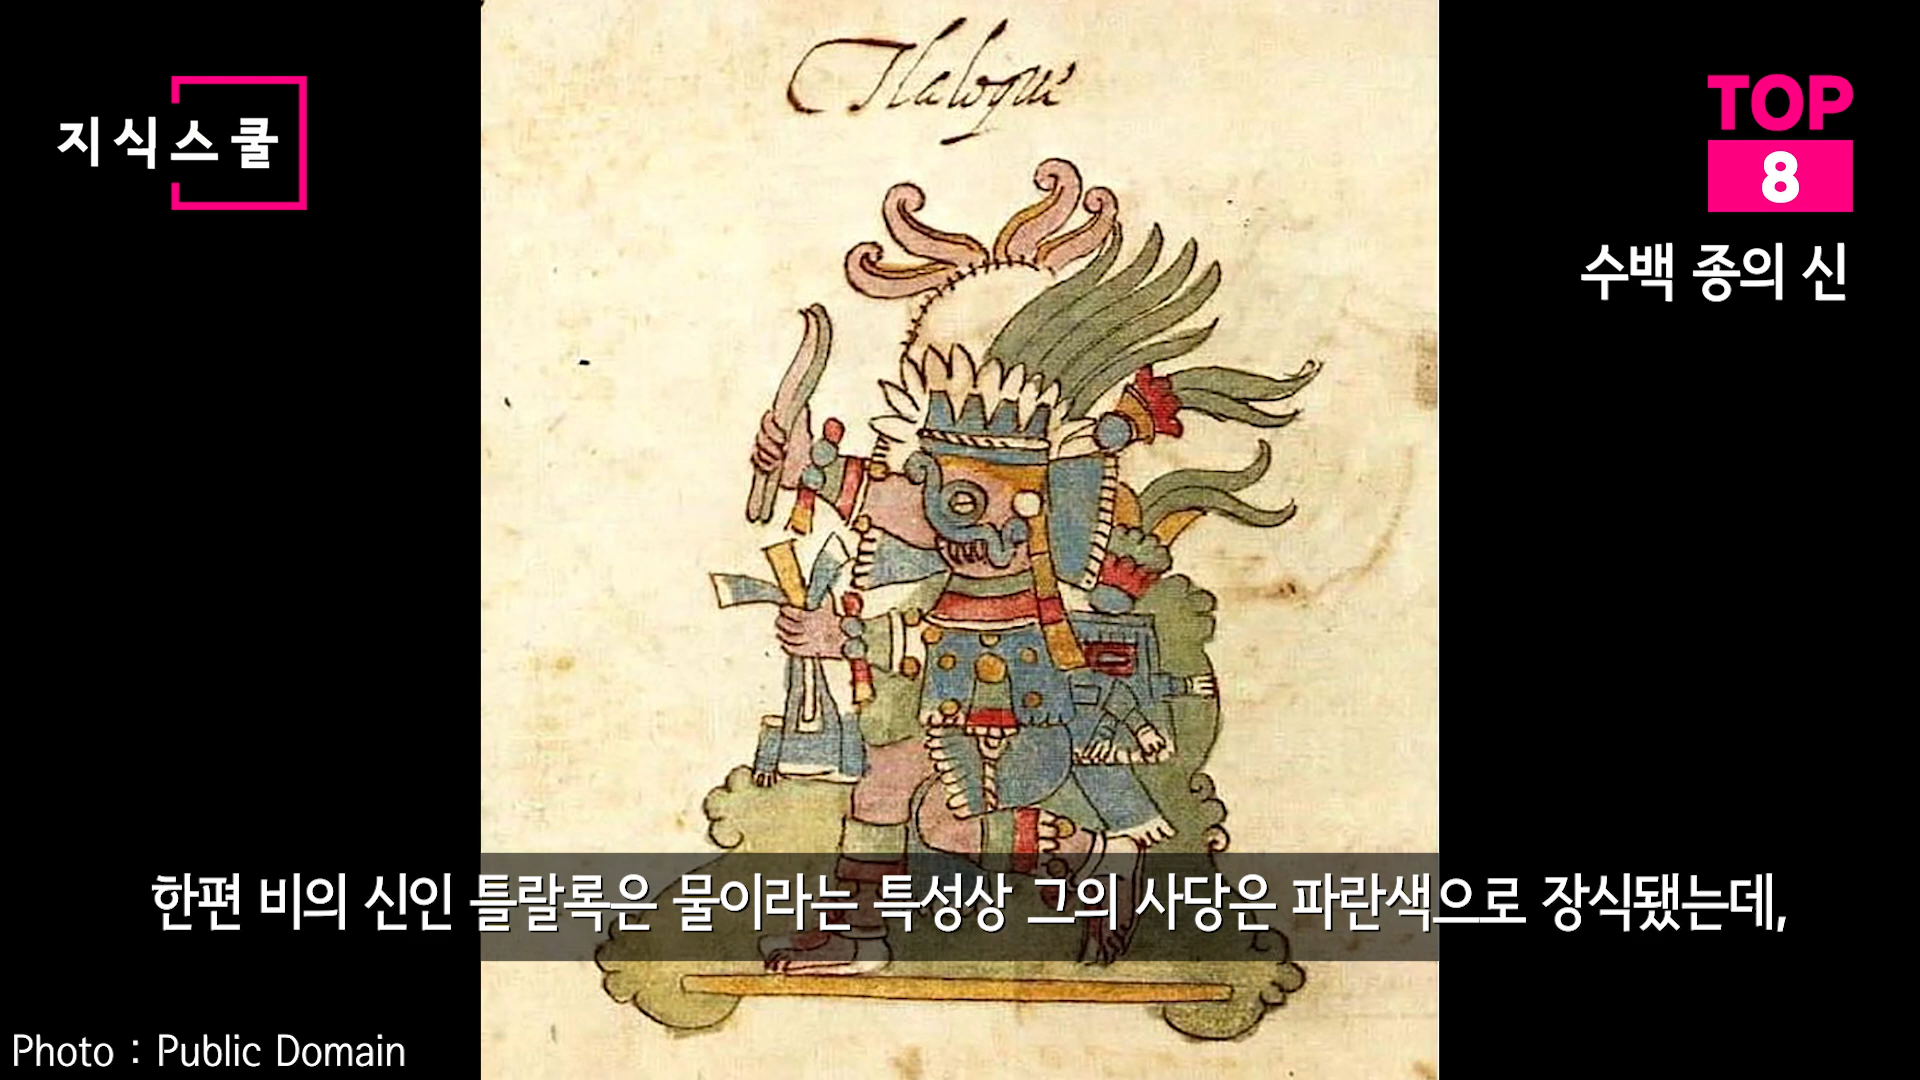 Tlaloque
지식스쿨
TOP
8
수백 종의 신
한편 비의 신인 틀랄록은 물이라는 특성상 그의 사당은 파란색으로 장식됐는데,
Photo : Public Domain